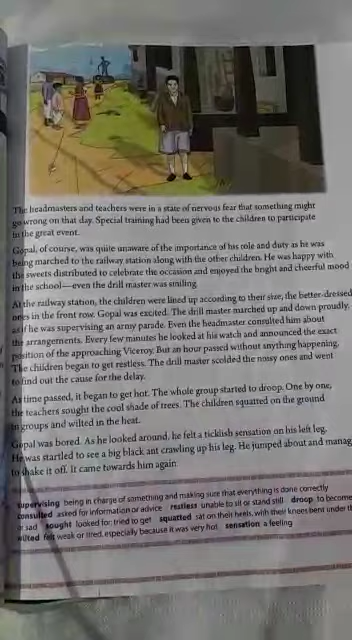 The headmasters and teachers were in a state of nervous fear that something might
go wrong on that day. Special training had been given to the children to participate
in the great event.
Gopal, of course, was quite unaware of the importance of his role and duty as he was
being marched to the railway station along with the other children. He was happy with
the sweets distributed to celebrate the occasion and enjoyed the bright and cheerful mood
in the school—even the drill master was smiling.
At the railway station, the children were lined up according to their size, the better-dressed
ones in the front row. Gopal was excited. The drill master marched up and down proudly,
as if he was supervising an army parade. Even the headmaster consulted him about
the arrangements. Every few minutes he looked at his watch and announced the exact
position of the approaching Viceroy. But an hour passed without anything happening.
The children began to get restless. The drill master scolded the noisy ones and went
to find out the cause for the delay.
As time passed, it began to get hot. The whole group started to droop. One by one,
the teachers sought the cool shade of trees. The children squatted on the ground
in groups and wilted in the heat.
Gopal was bored. As he looked around, he felt a ticklish sensation on his left leg.
He was startled to see a big black ant crawling up his leg. He jumped about and manag
to shake it off. It came towards him again
supervising being in charge of something and making sure that everything is done correctly
consulted asked for information or advice restless unable to sit or stand still droop to become
or sad sought looked for; tried to get squatted sat on their heels, with their knees bent under th
wilted felt weak or tired, especially because it was very hot sensation a feeling